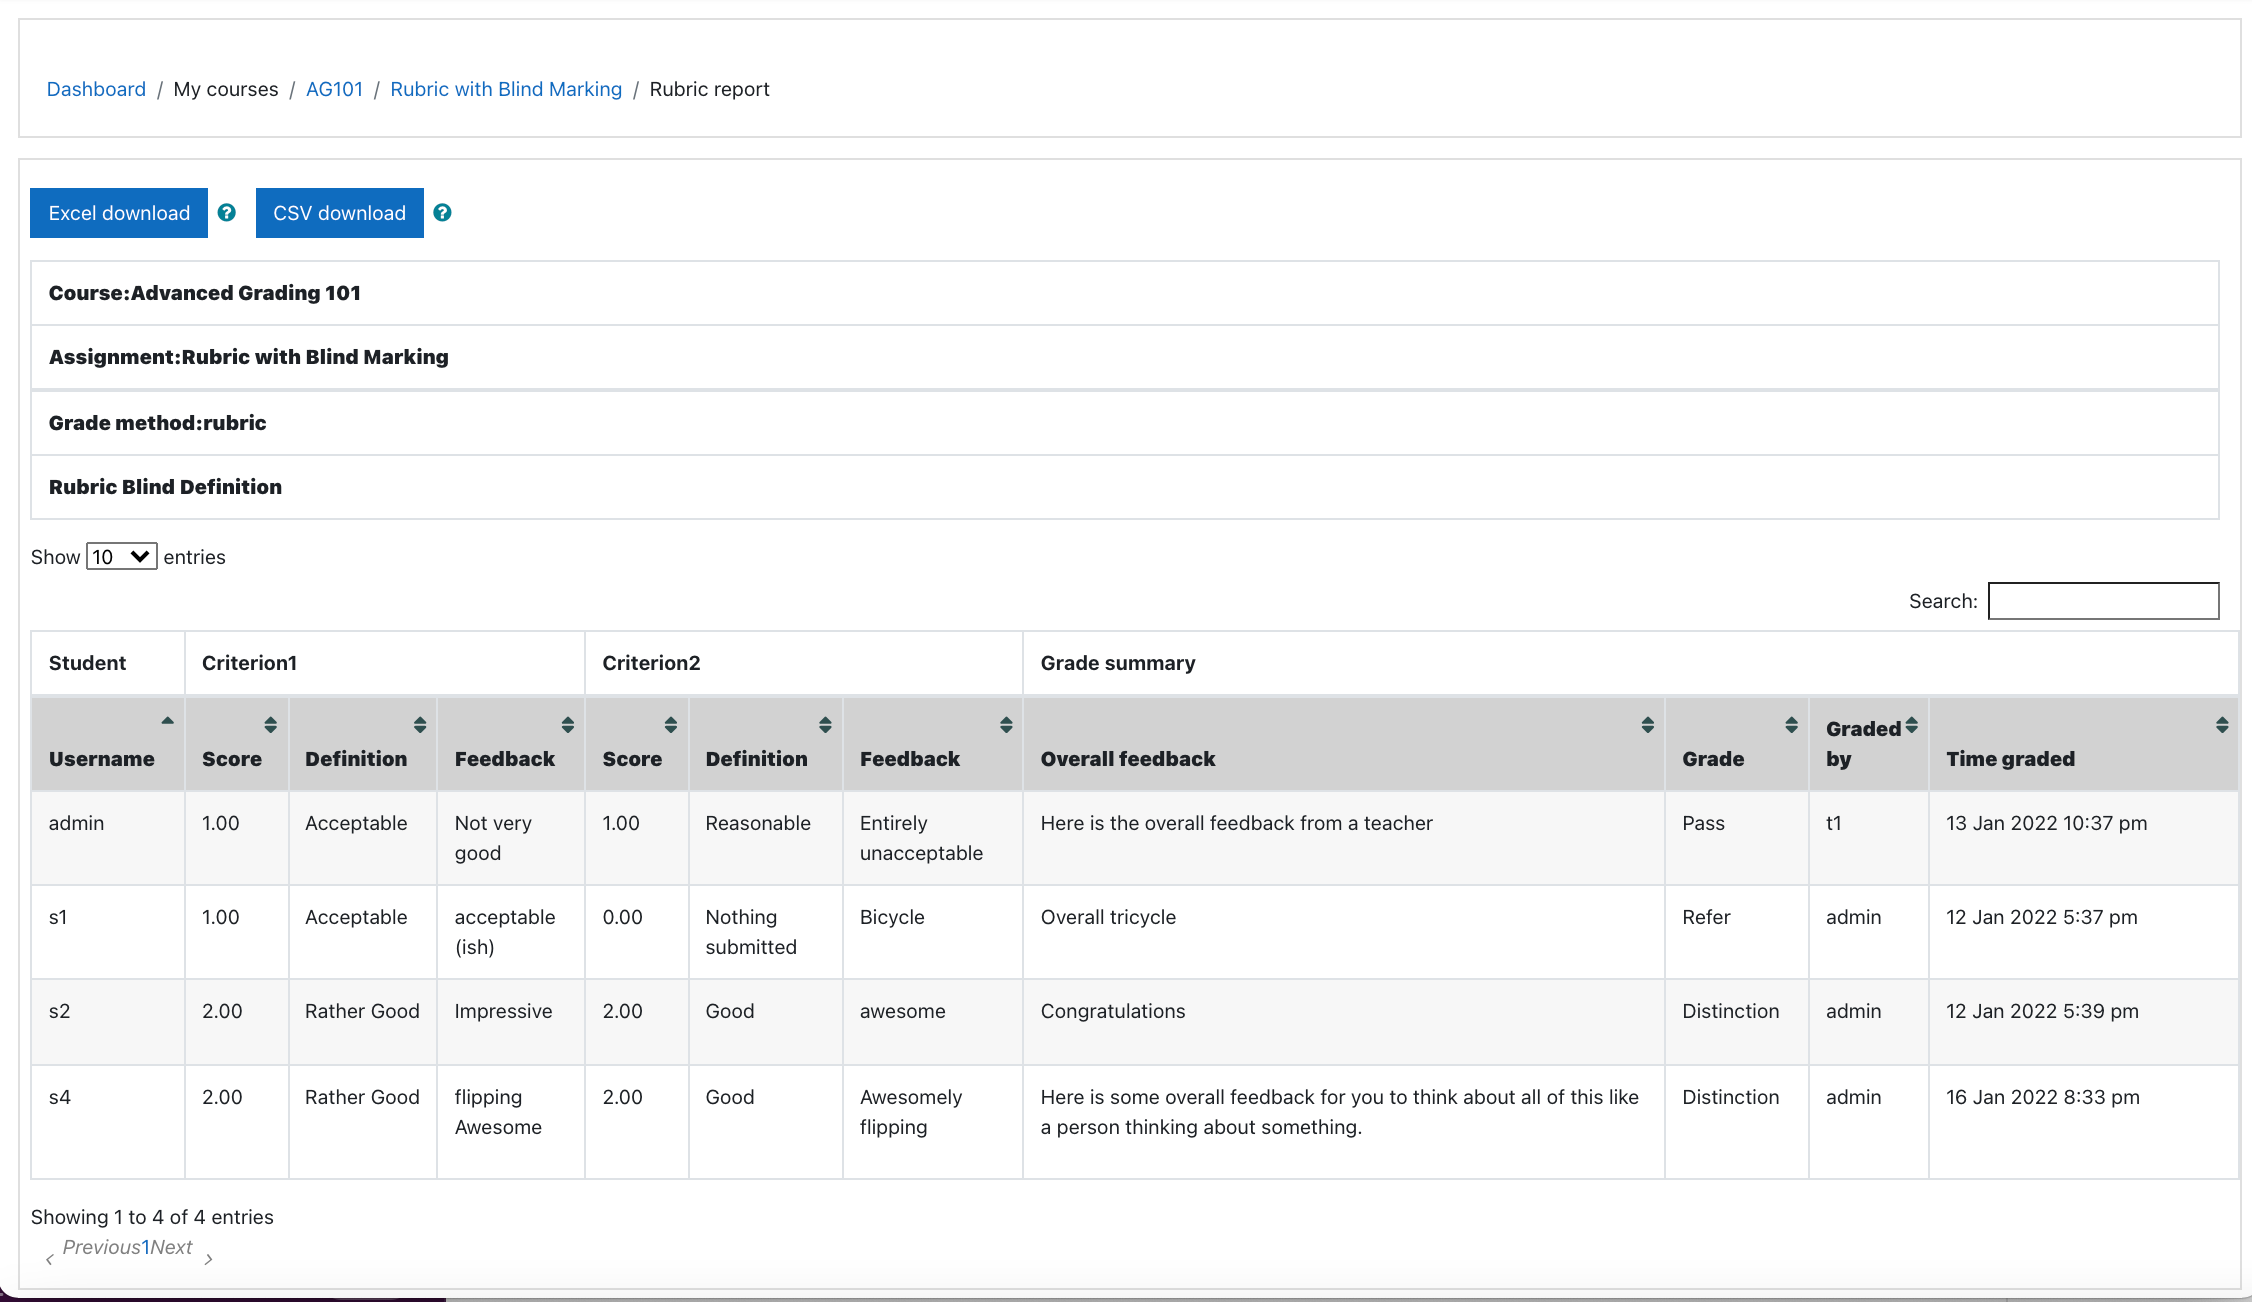 Dashboard / My courses / AG101 / Rubric with Blind Marking / Rubric report
Excel download ? CSV download ?
Course:Advanced Grading 101
Assignment:Rubric with Blind Marking
Grade method:rubric
Rubric Blind Definition
Show 10 entries
Search:
Student Criterion1 Criterion2 Grade summary
Username Score Definition Feedback Score Definition Feedback Overall feedback Grade Graded by Time graded
admin 1.00 Acceptable Not very good 1.00 Reasonable Entirely unacceptable Here is the overall feedback from a teacher Pass t1 13 Jan 2022 10:37 pm
s1 1.00 Acceptable acceptable (ish) 0.00 Nothing submitted Bicycle Overall tricycle Refer admin 12 Jan 2022 5:37 pm
s2 2.00 Rather Good Impressive 2.00 Good awesome Congratulations Distinction admin 12 Jan 2022 5:39 pm
s4 2.00 Rather Good flipping Awesome 2.00 Good Awesomely flipping Here is some overall feedback for you to think about all of this like a person thinking about something. Distinction admin 16 Jan 2022 8:33 pm
Showing 1 to 4 of 4 entries
Previous1Next